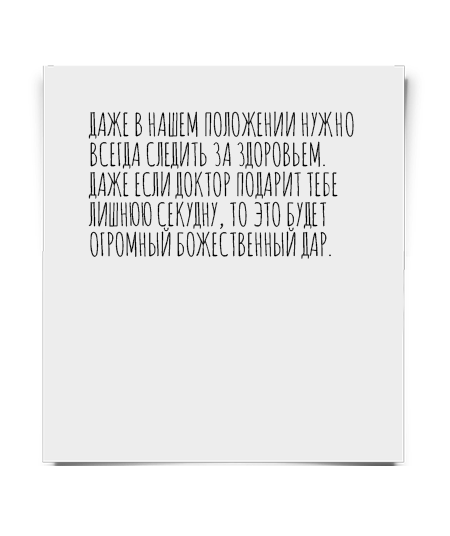 ДАЖЕ В НАШЕМ ПОЛОЖЕНИИ НУЖНО
ВСЕГДА СЛЕДИТЬ ЗА ЗДОРОВЬЕМ.
ДАЖЕ ЕСЛИ ДОКТОР ПОДАРИТ ТЕБЕ
ЛИШНЮЮ СЕКУДНУ, ТО ЭТО БУДЕТ
ОГРОМНЫЙ БОЖЕСТВЕННЫЙ ДАР.